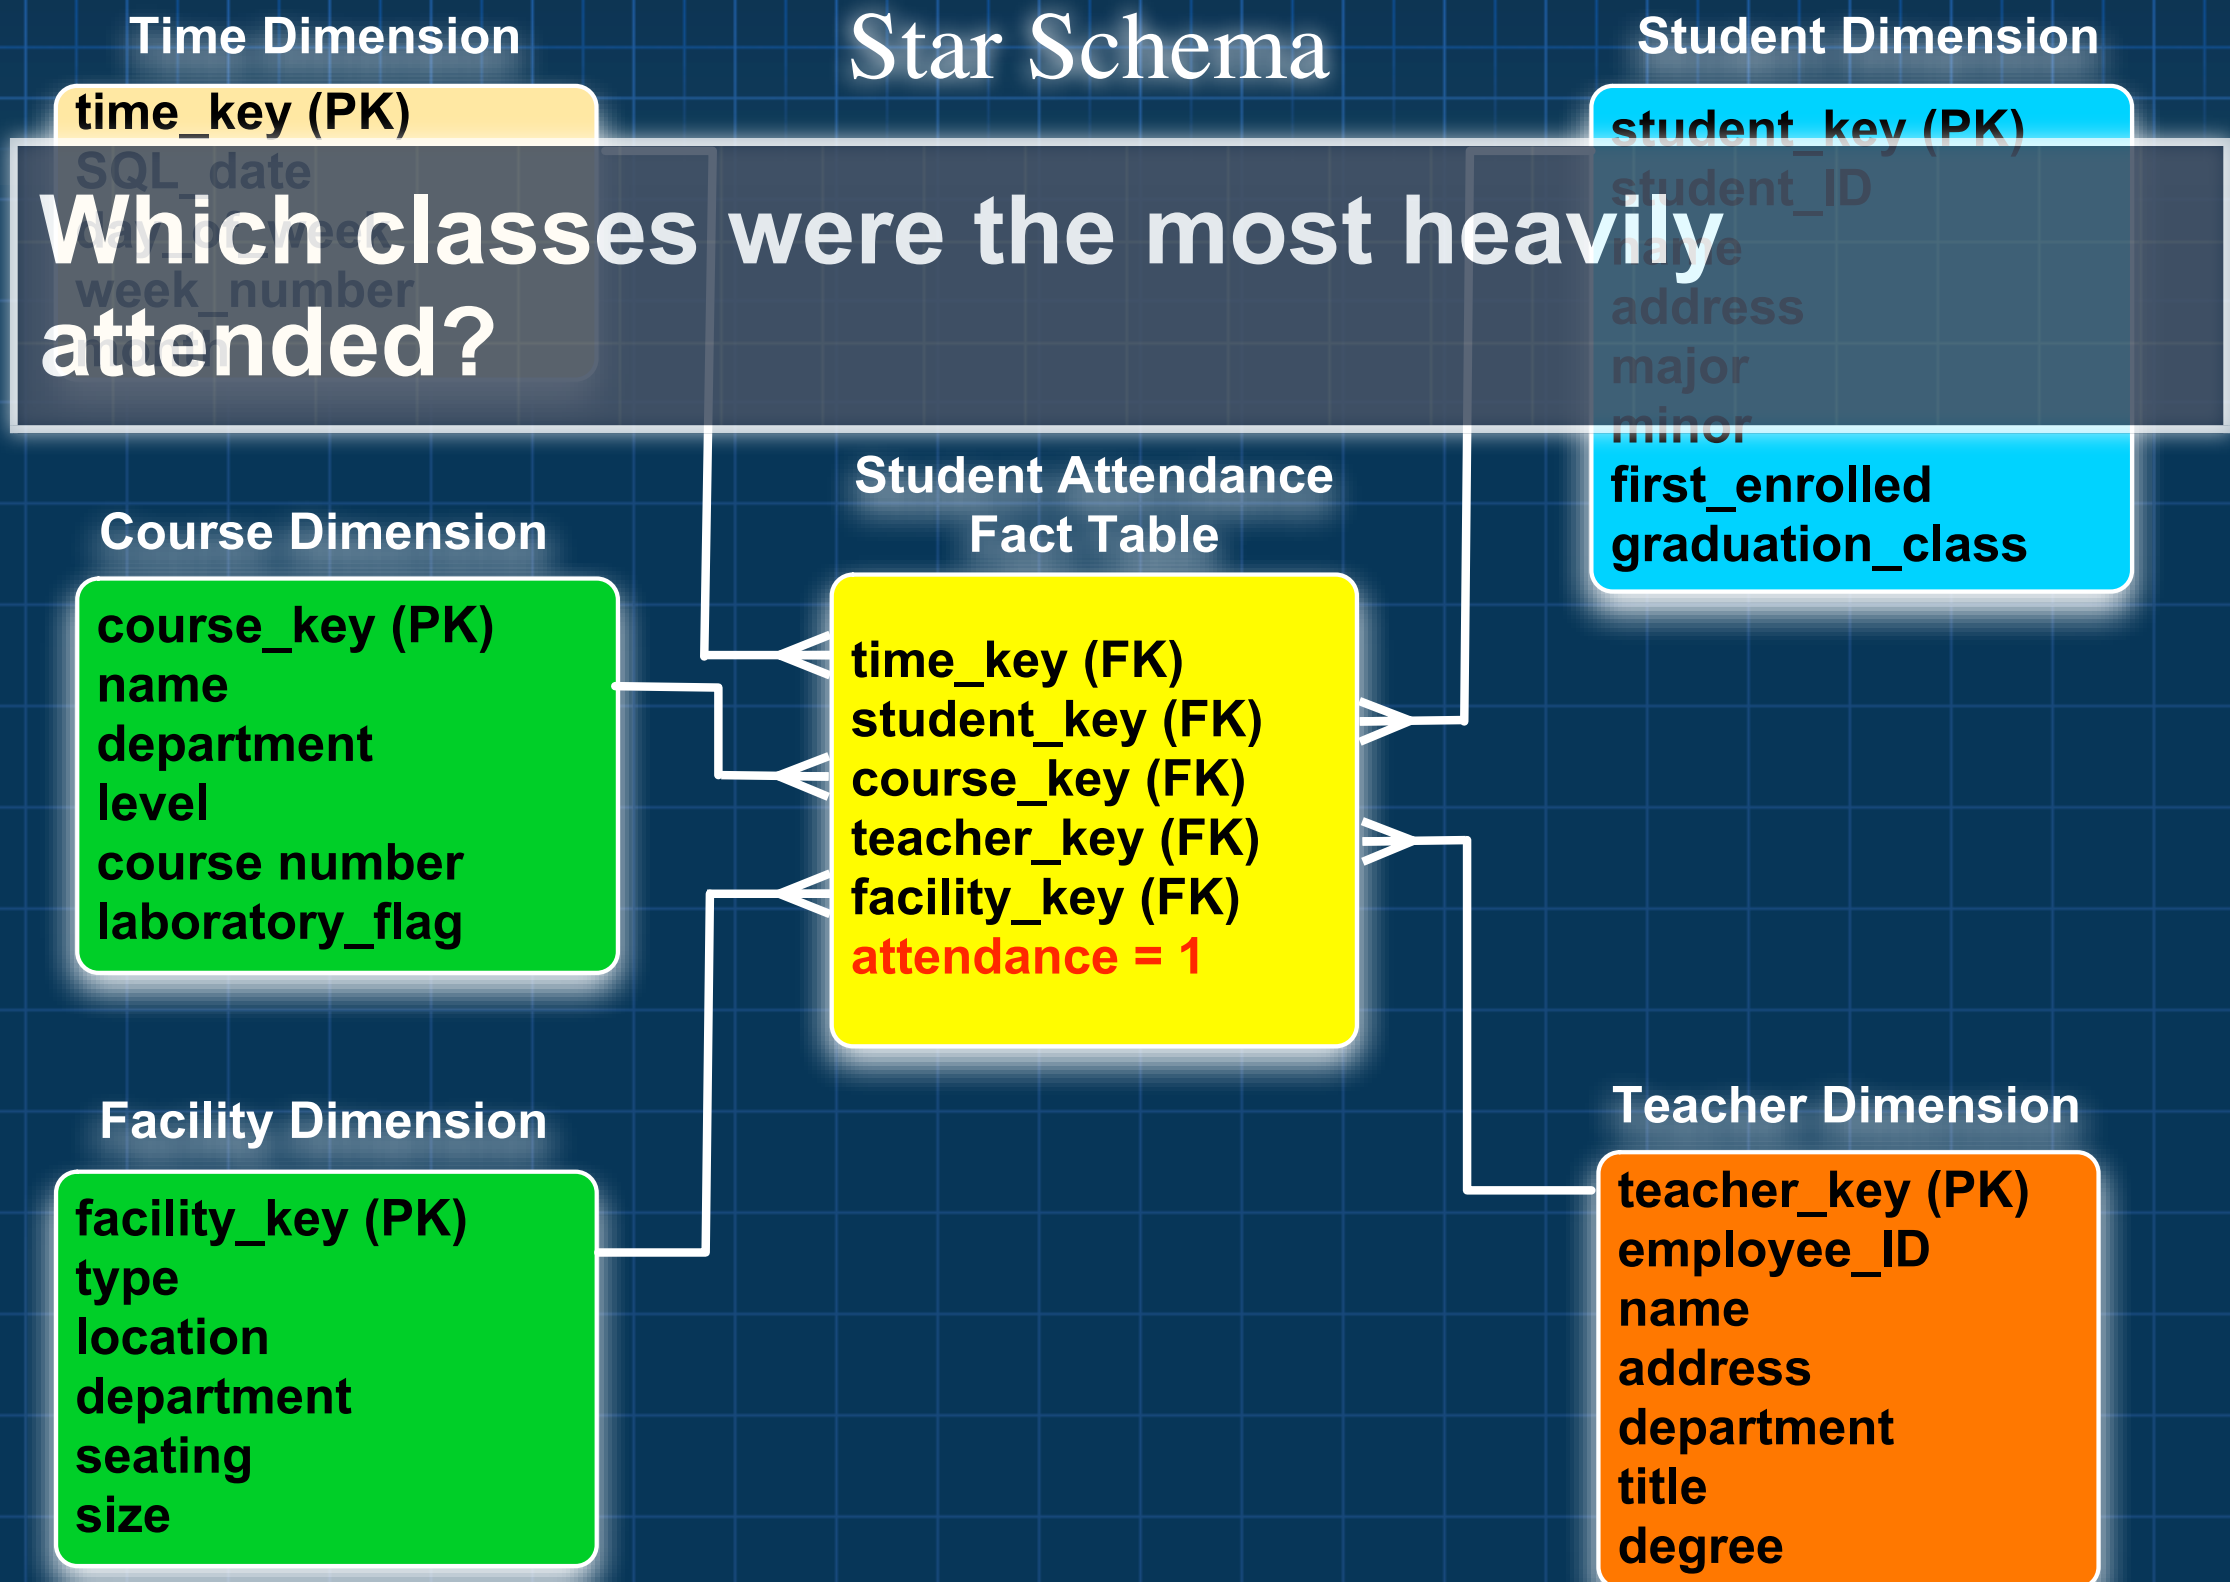 Star Schema
Time Dimension
time_key (PK)
SQL_date
day_of_week
week_number
month
Student Dimension
student_key (PK)
student_ID
name
address
major
minor
first_enrolled
graduation_class
Which classes were the most heavily
attended?
Course Dimension
course_key (PK)
name
department
level
course number
laboratory_flag
Student Attendance
Fact Table
time_key (FK)
student_key (FK)
course_key (FK)
teacher_key (FK)
facility_key (FK)
attendance = 1
Facility Dimension
facility_key (PK)
type
location
department
seating
size
Teacher Dimension
teacher_key (PK)
employee_ID
name
address
department
title
degree